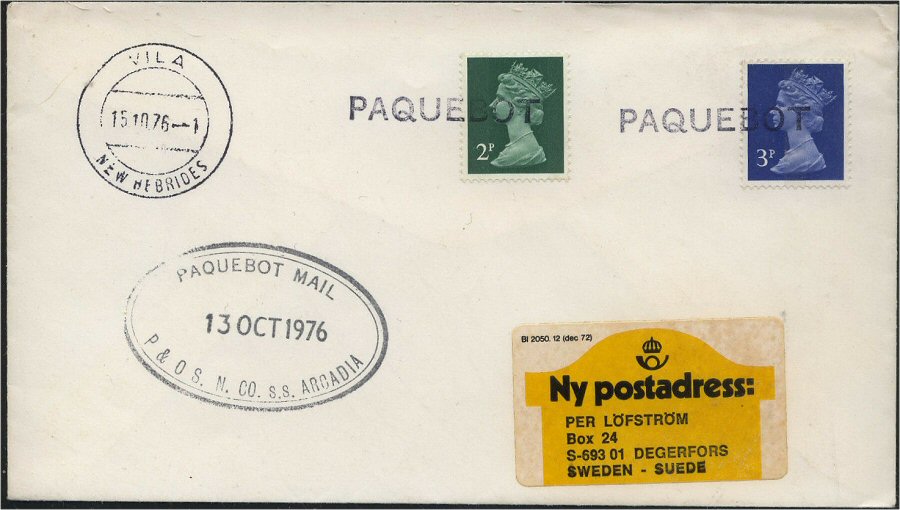 VILA
15.10.76--1
NEW HEBRIDES
PAQUEBOT
2P
PAQUEBOT
3P
PAQUEBOT MAIL
13 OCT 1976
P & O S. N. CO. S.S. ARCADIA
BI 2050.12 (dec 72)
Ny postadress:
PER LÖFSTRÖM
Box 24
S-693 01 DEGERFORS
SWEDEN - SUEDE